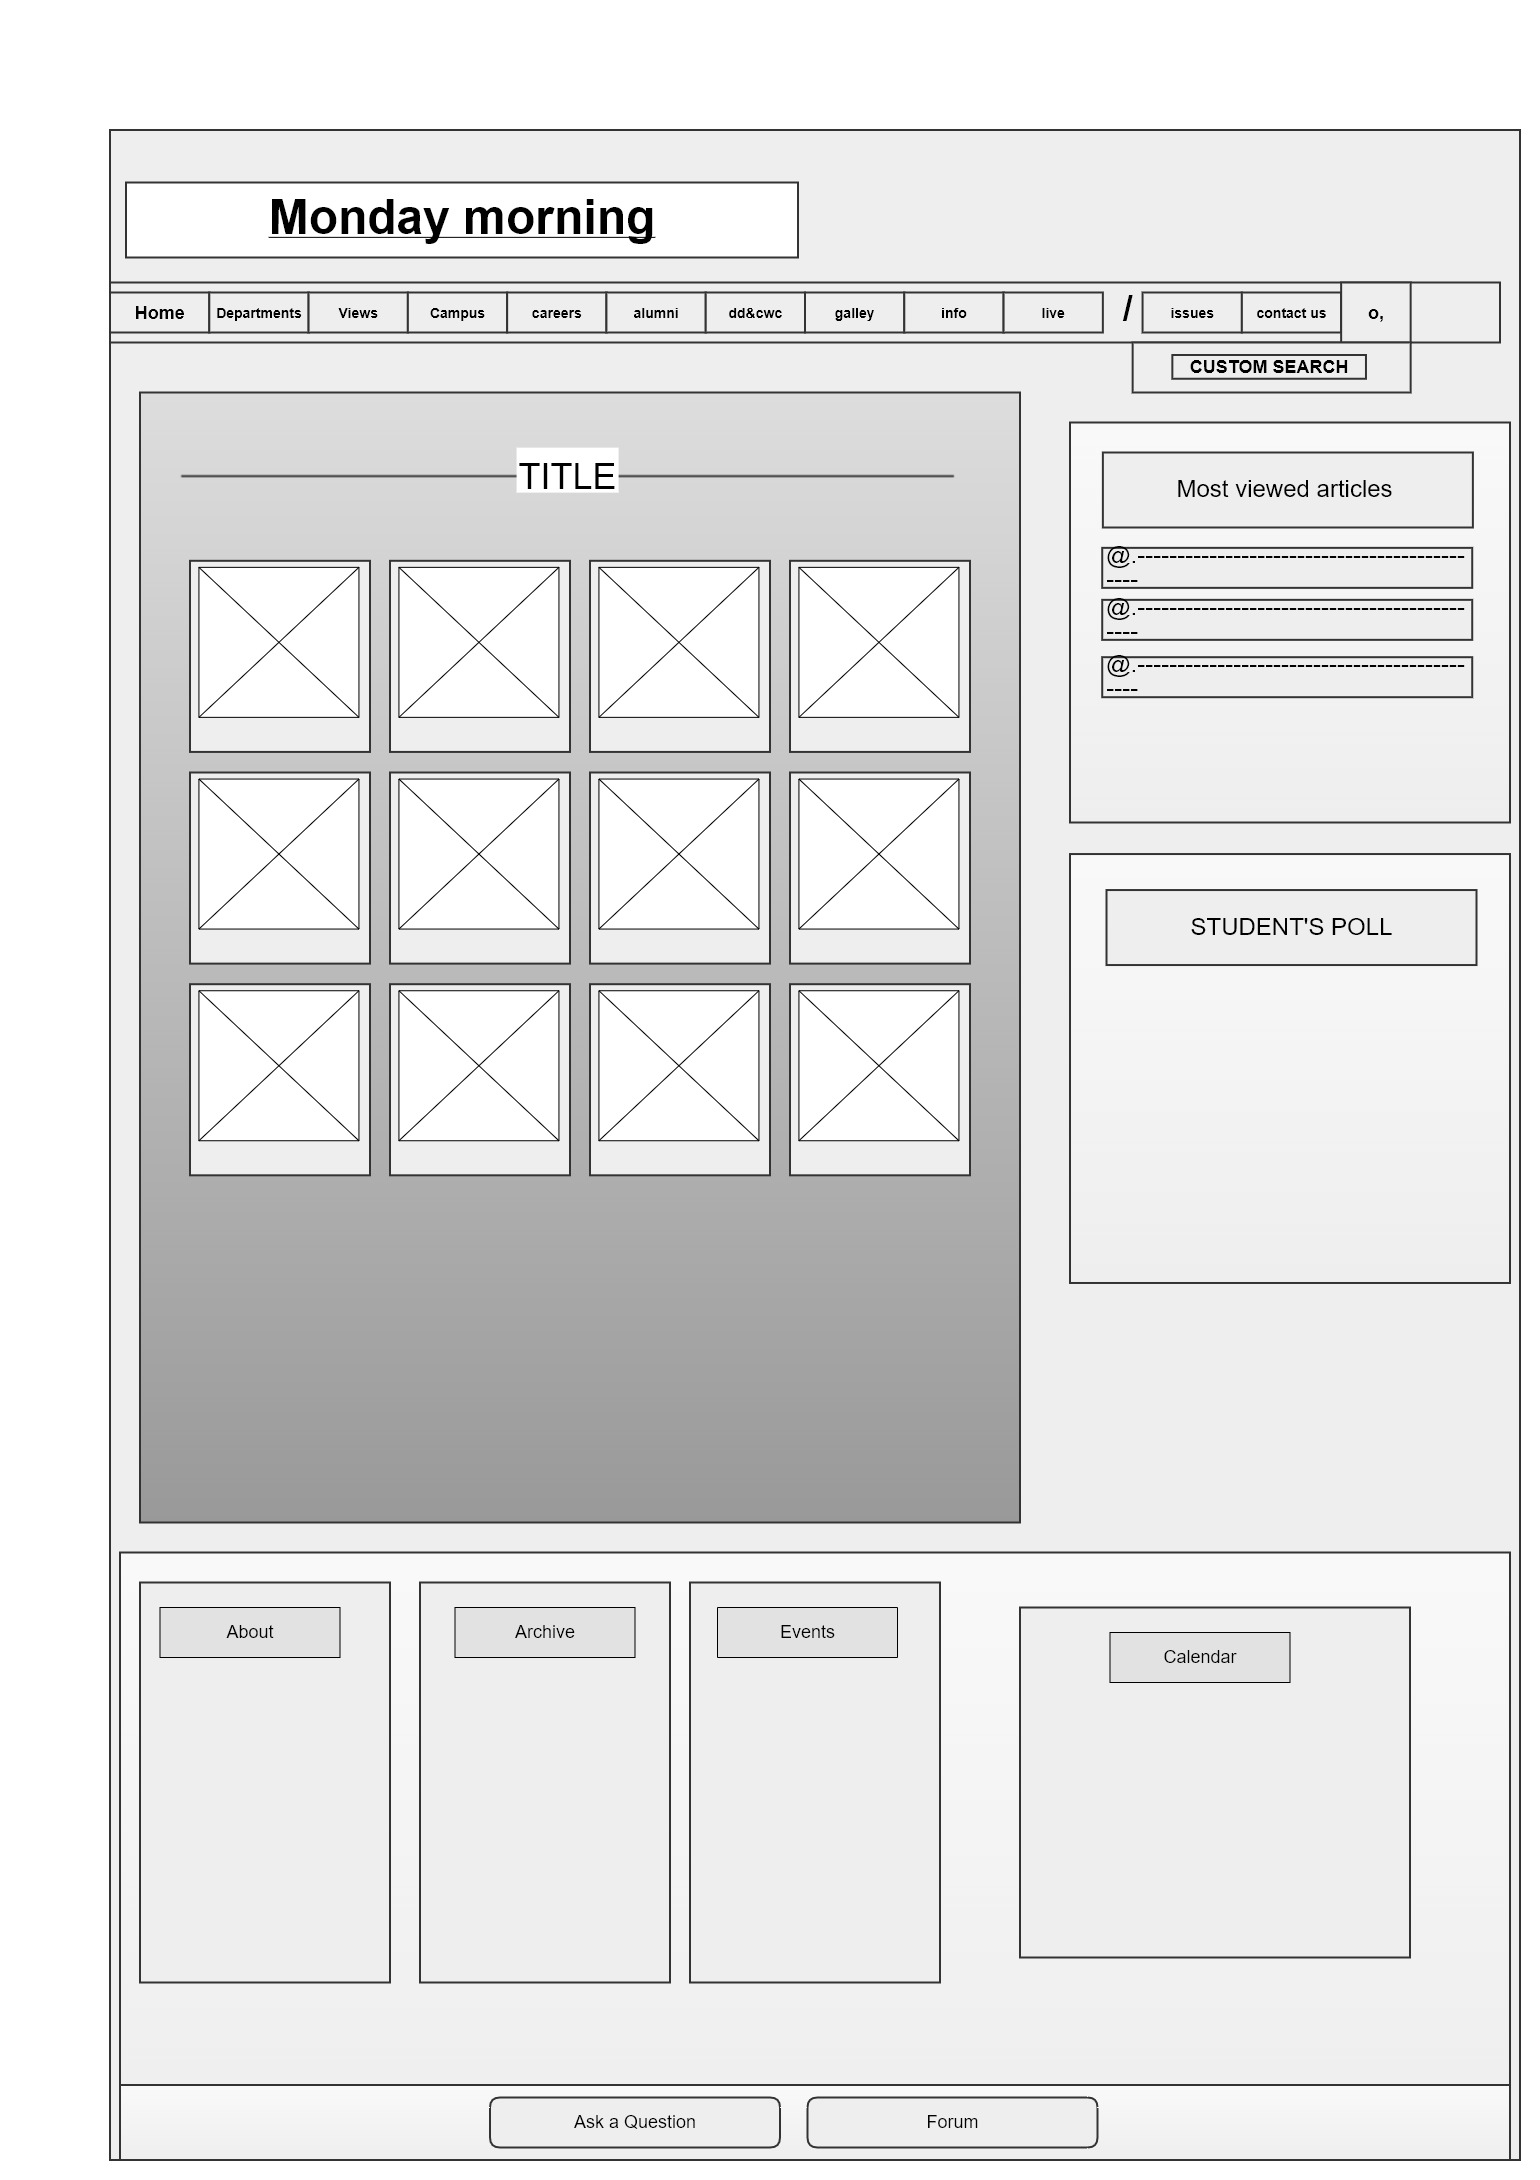 Monday morning
Home Departments Views Campus careers alumni dd&cwc galley info live / issues contact us o,
CUSTOM SEARCH
TITLE
Most viewed articles
@.-----------------------------------------
----
@.-----------------------------------------
----
@.-----------------------------------------
----
STUDENT'S POLL
About Archive Events
Calendar
Ask a Question Forum